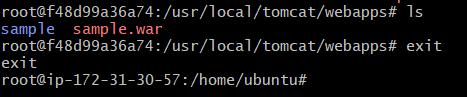 root@f48d99a36a74:/usr/local/tomcat/webapps# ls
sample  sample.war
root@f48d99a36a74:/usr/local/tomcat/webapps# exit
exit
root@ip-172-31-30-57:/home/ubuntu#